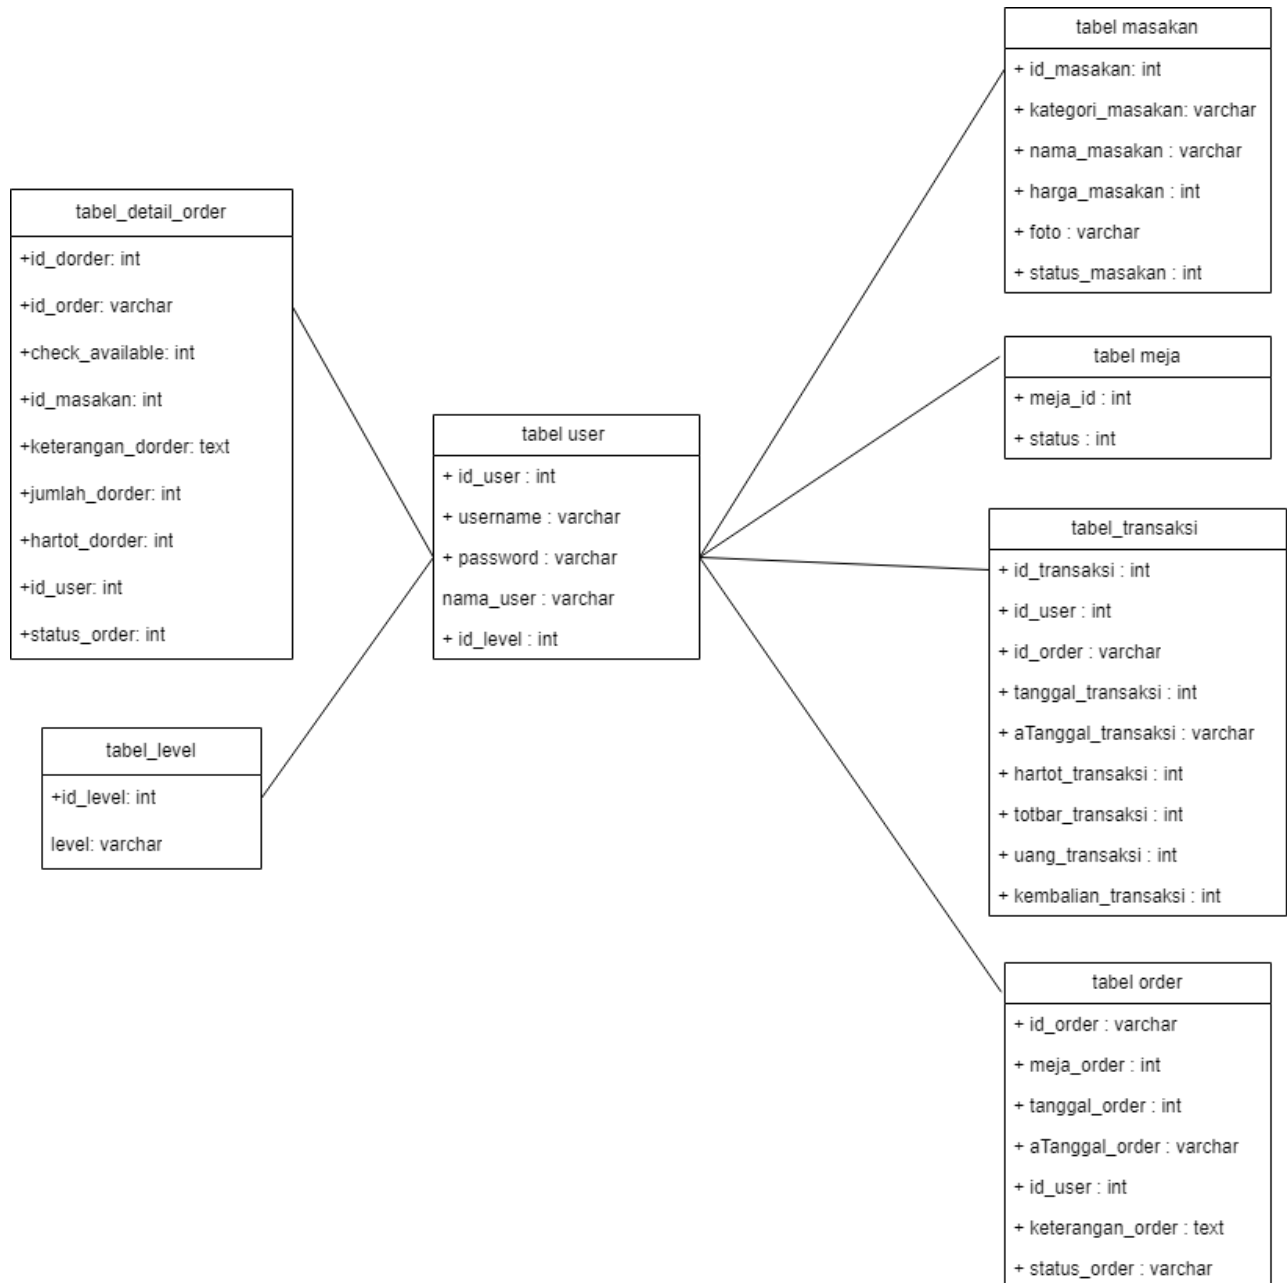 tabel masakan
+ id_masakan: int
+ kategori_masakan: varchar
+ nama_masakan : varchar
+ harga_masakan : int
+ foto : varchar
+ status_masakan : int
tabel_detail_order
+id_dorder: int
+id_order: varchar
+check_available: int
+id_masakan: int
+keterangan_dorder: text
+jumlah_dorder: int
+hartot_dorder: int
+id_user: int
+status_order: int
tabel meja
+ meja_id : int
+ status : int
tabel user
+ id_user : int
+ username : varchar
+ password : varchar
nama_user : varchar
+ id_level : int
tabel_transaksi
+ id_transaksi : int
+ id_user : int
+ id_order : varchar
+ tanggal_transaksi : int
+ aTanggal_transaksi : varchar
+ hartot_transaksi : int
+ totbar_transaksi : int
+ uang_transaksi : int
+ kembalian_transaksi : int
tabel_level
+id_level: int
level: varchar
tabel order
+ id_order : varchar
+ meja_order : int
+ tanggal_order : int
+ aTanggal_order : varchar
+ id_user : int
+ keterangan_order : text
+ status_order : varchar